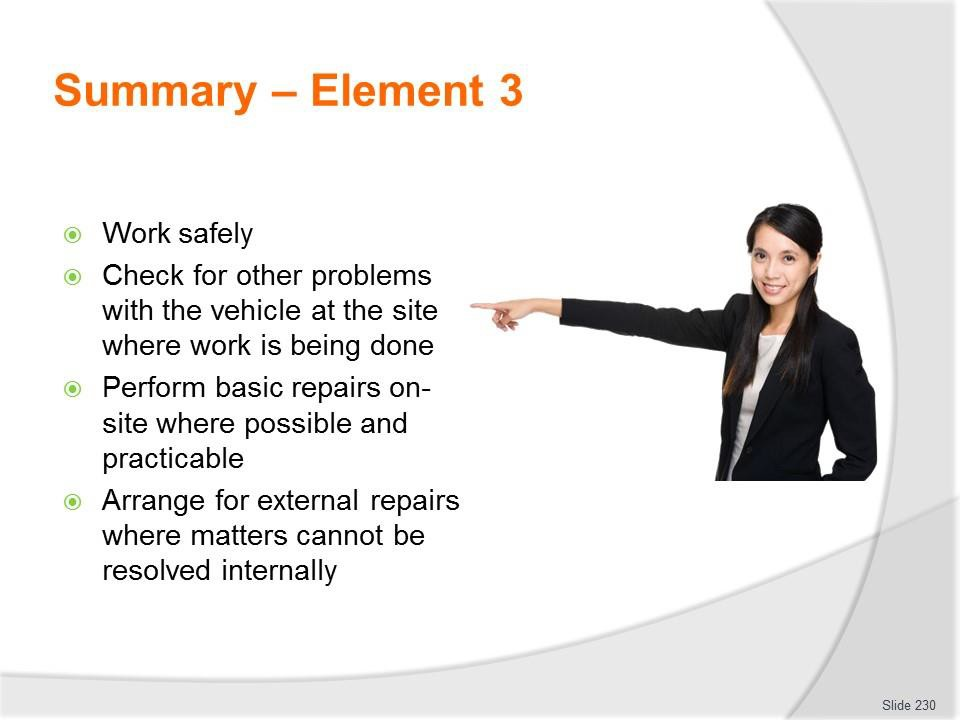 Summary – Element 3
Work safely
Check for other problems
with the vehicle at the site
where work is being done
Perform basic repairs on-
site where possible and
practicable
Arrange for external repairs
where matters cannot be
resolved internally
Slide 230